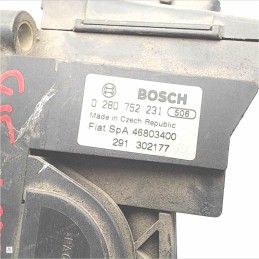 BOSCH
0 280 752 231 506
Made in Czech Republic
Fiat SpA 46803400
291 302177